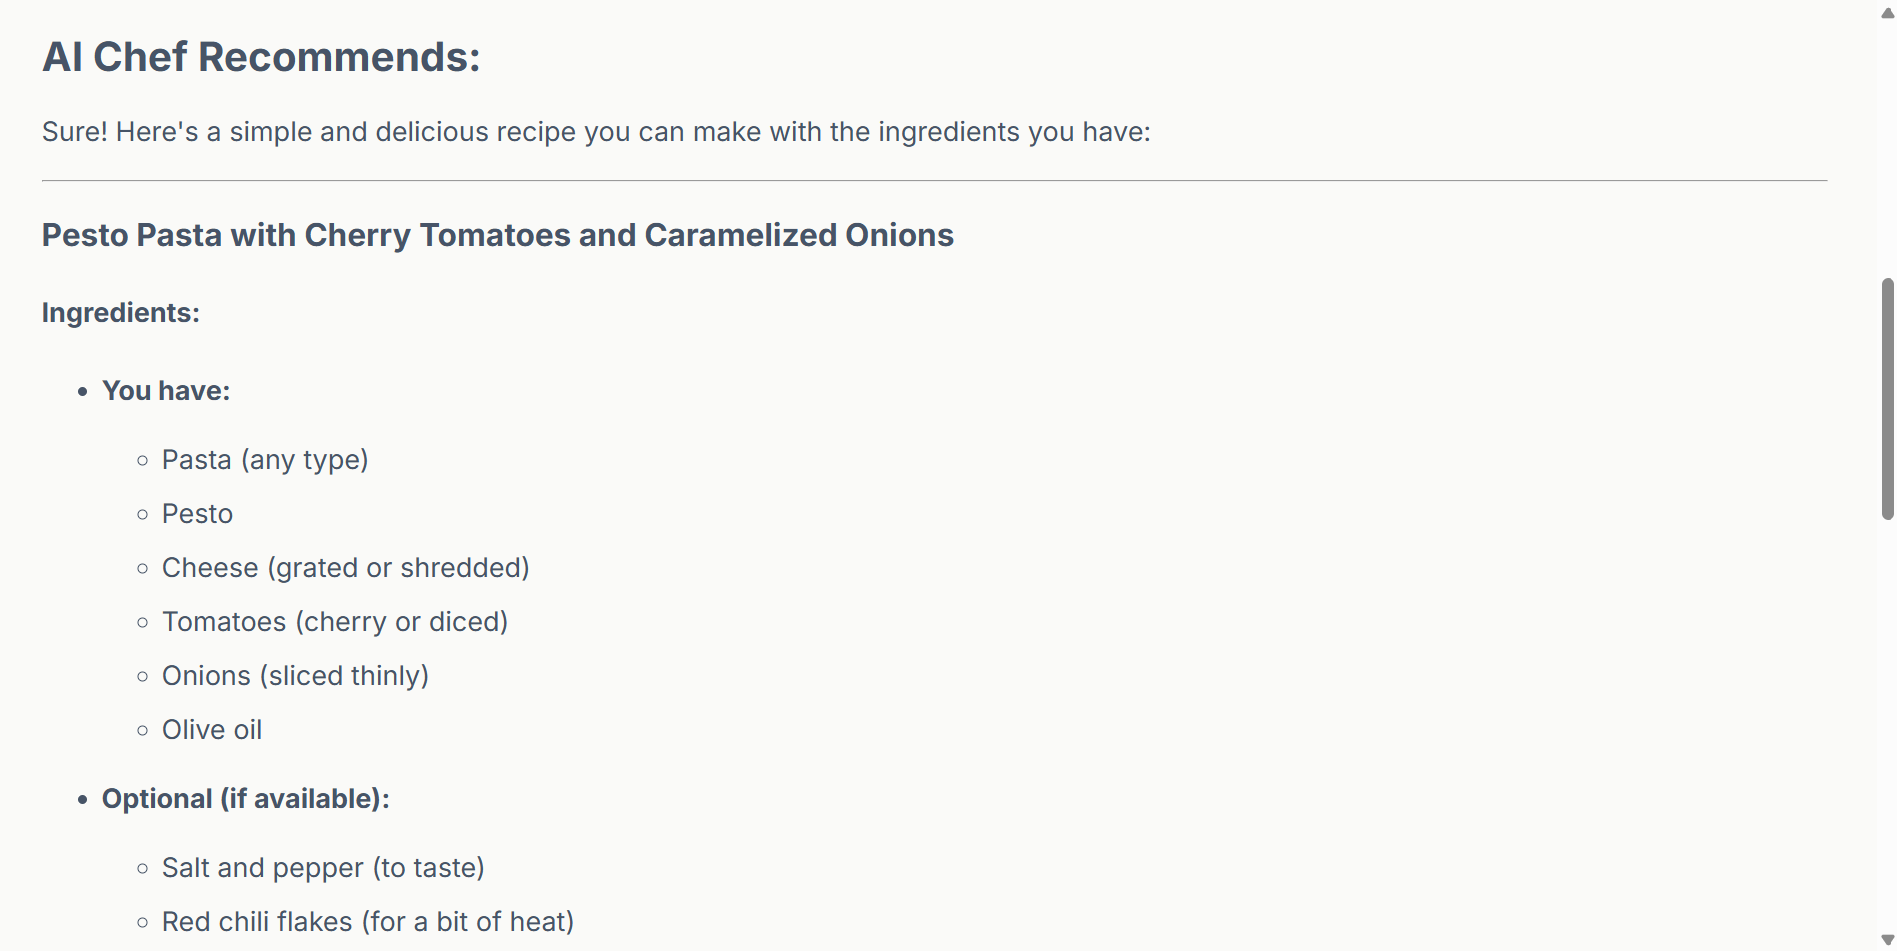 AI Chef Recommends:
Sure! Here's a simple and delicious recipe you can make with the ingredients you have:
Pesto Pasta with Cherry Tomatoes and Caramelized Onions
Ingredients:
You have:
Pasta (any type)
Pesto
Cheese (grated or shredded)
Tomatoes (cherry or diced)
Onions (sliced thinly)
Olive oil
Optional (if available):
Salt and pepper (to taste)
Red chili flakes (for a bit of heat)